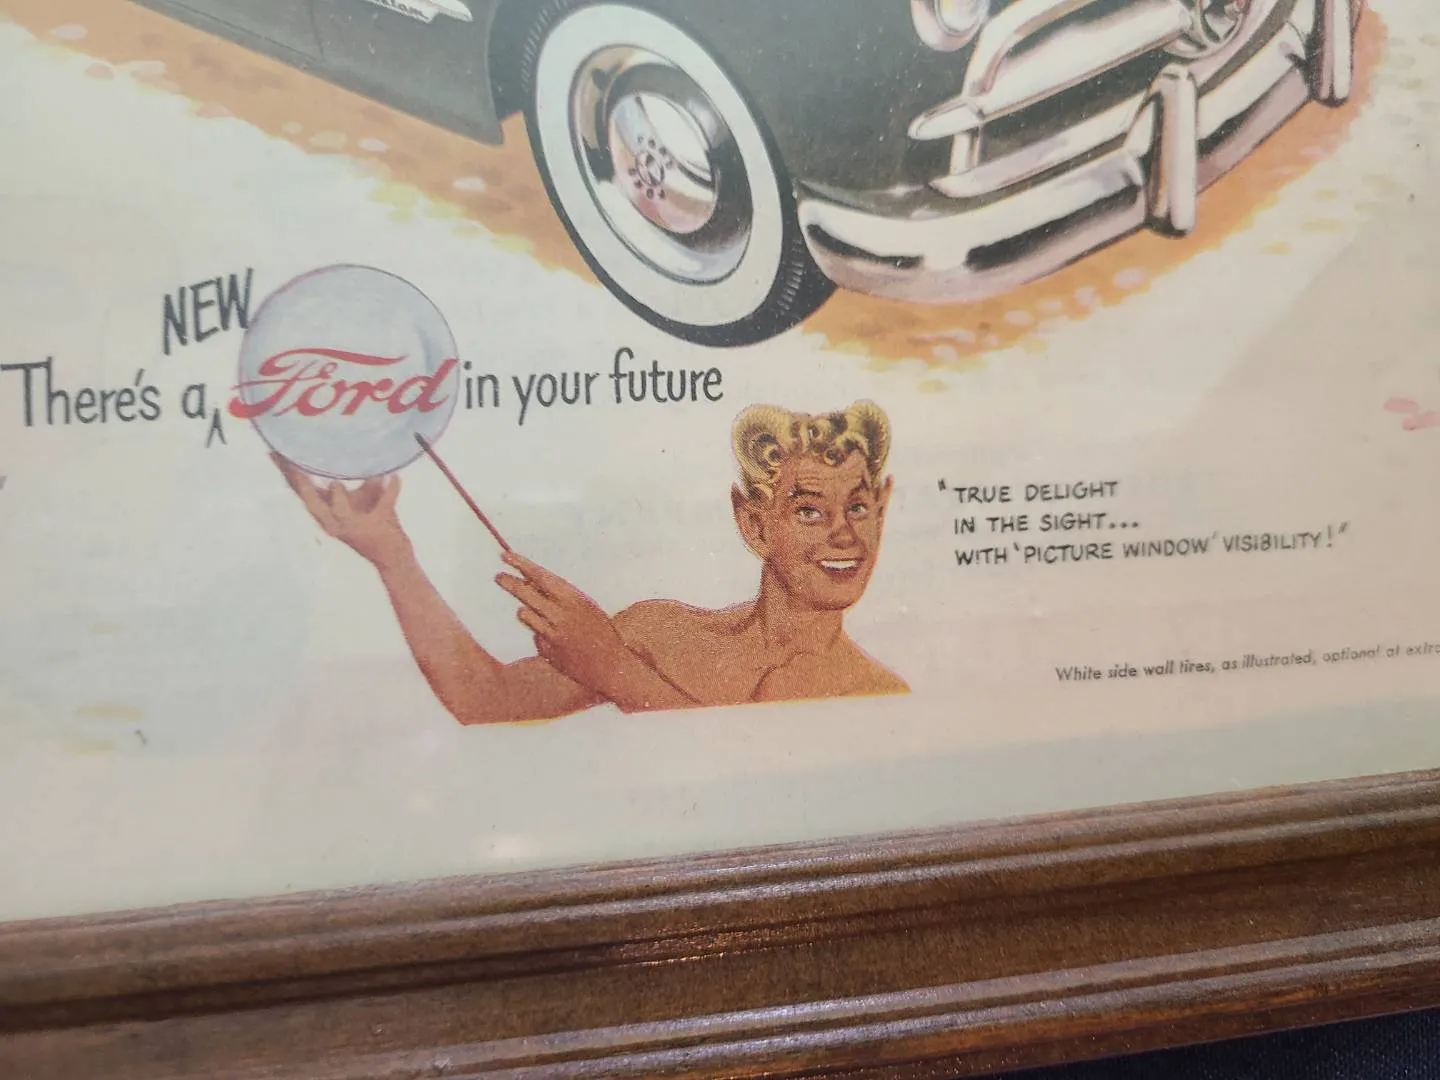 NEW
There's a ‸ Ford in your future
"TRUE DELIGHT
IN THE SIGHT...
WITH 'PICTURE WINDOW' VISIBILITY!"
White side wall tires, as illustrated, optional at extra